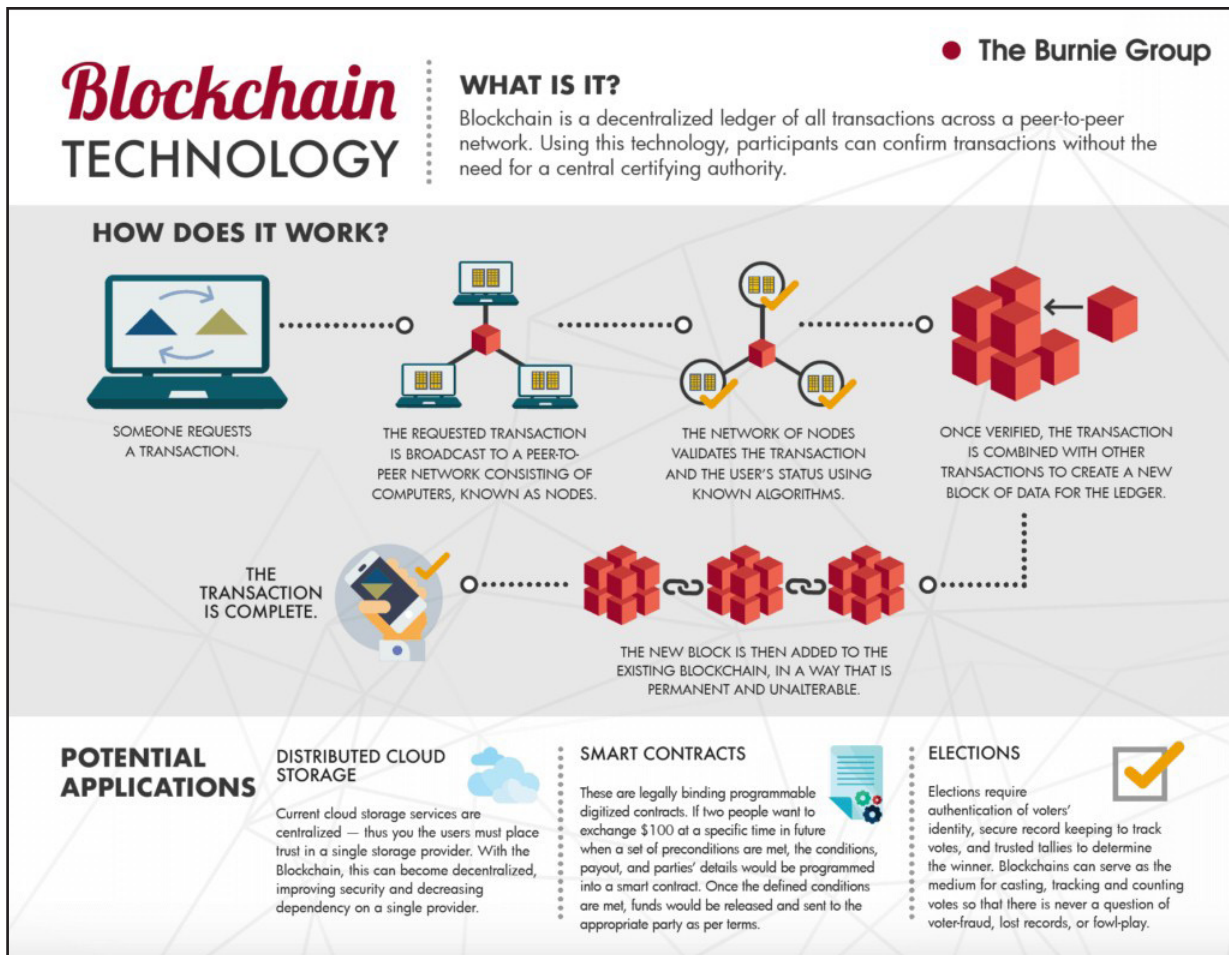 Blockchain
TECHNOLOGY
The Burnie Group
WHAT IS IT?
Blockchain is a decentralized ledger of all transactions across a peer-to-peer
network. Using this technology, participants can confirm transactions without the
need for a central certifying authority.
HOW DOES IT WORK?
SOMEONE REQUESTS
A TRANSACTION.
THE REQUESTED TRANSACTION
IS BROADCAST TO A PEER-TO-
PEER NETWORK CONSISTING OF
COMPUTERS, KNOWN AS NODES.
THE NETWORK OF NODES
VALIDATES THE TRANSACTION
AND THE USER'S STATUS USING
KNOWN ALGORITHMS.
ONCE VERIFIED, THE TRANSACTION
IS COMBINED WITH OTHER
TRANSACTIONS TO CREATE A NEW
BLOCK OF DATA FOR THE LEDGER.
THE NEW BLOCK IS THEN ADDED TO THE
EXISTING BLOCKCHAIN, IN A WAY THAT IS
PERMANENT AND UNALTERABLE.
THE
TRANSACTION
IS COMPLETE.
POTENTIAL
APPLICATIONS
DISTRIBUTED CLOUD
STORAGE
Current cloud storage services are
centralized — thus you the users must place
trust in a single storage provider. With the
Blockchain, this can become decentralized,
improving security and decreasing
dependency on a single provider.
SMART CONTRACTS
These are legally binding programmable
digitized contracts. If two people want to
exchange $100 at a specific time in future
when a set of preconditions are met, the conditions,
payout, and parties' details would be programmed
into a smart contract. Once the defined conditions
are met, funds would be released and sent to the
appropriate party as per terms.
ELECTIONS
Elections require
authentication of voters'
identity, secure record keeping to track
votes, and trusted tallies to determine
the winner. Blockchains can serve as the
medium for casting, tracking and counting
votes so that there is never a question of
voter-fraud, lost records, or fowl-play.